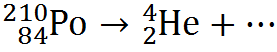 ²¹⁰₈₄Po → ⁴₂He + ⋯